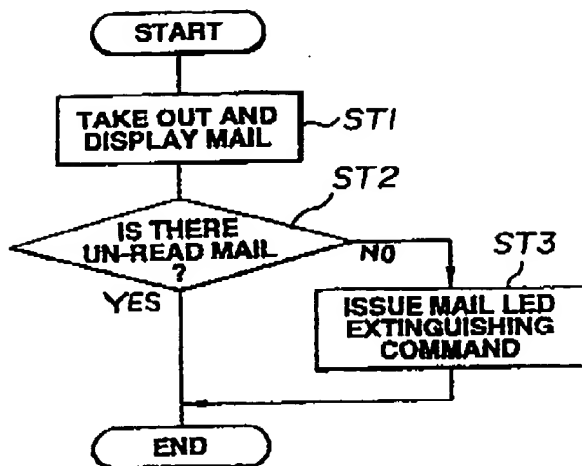 START
TAKE OUT AND
DISPLAY MAIL
ST1
ST2
IS THERE
UN-READ MAIL
?
NO
YES
ST3
ISSUE MAIL LED
EXTINGUISHING
COMMAND
END